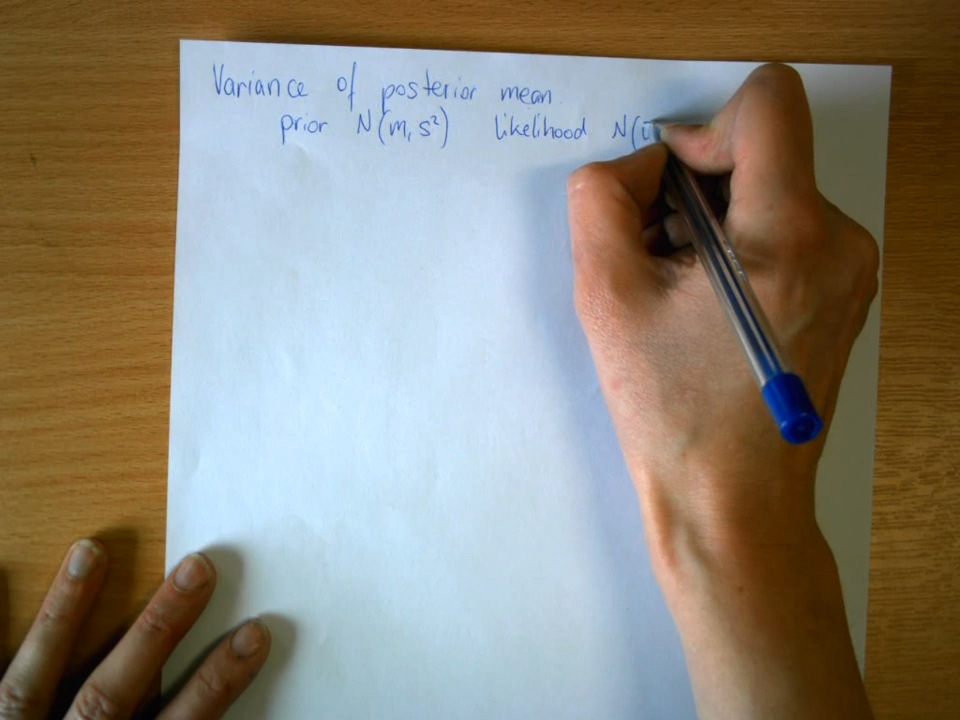 Variance of posterior mean
prior N(m, s²) likelihood N(